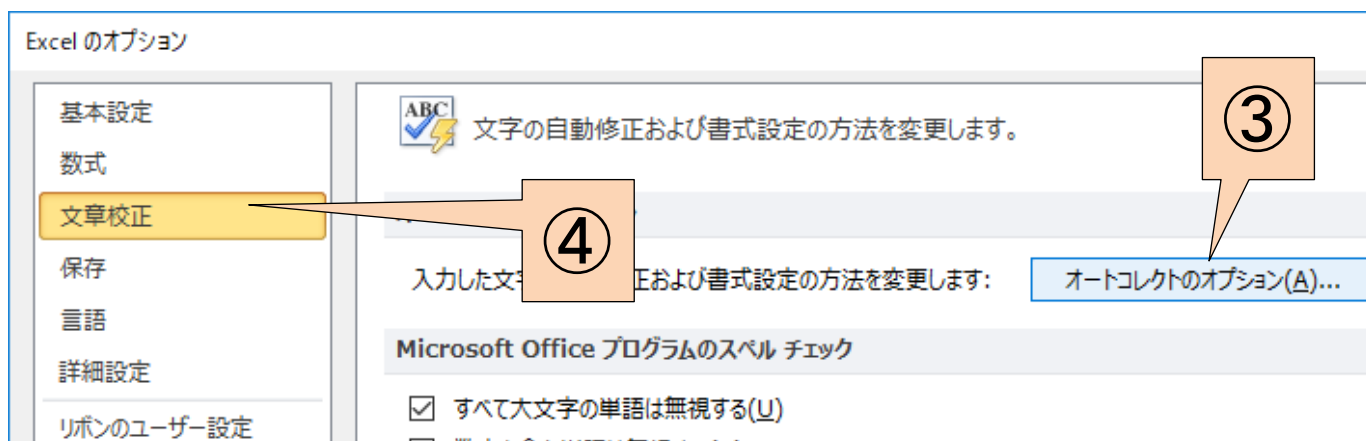 Excel のオプション
基本設定
数式
文章校正
保存
言語
詳細設定
リボンのユーザー設定
ABC
文字の自動修正および書式設定の方法を変更します。
③
④
入力した文 正および書式設定の方法を変更します:
オートコレクトのオプション(A)...
Microsoft Office プログラムのスペル チェック
すべて大文字の単語は無視する(U)